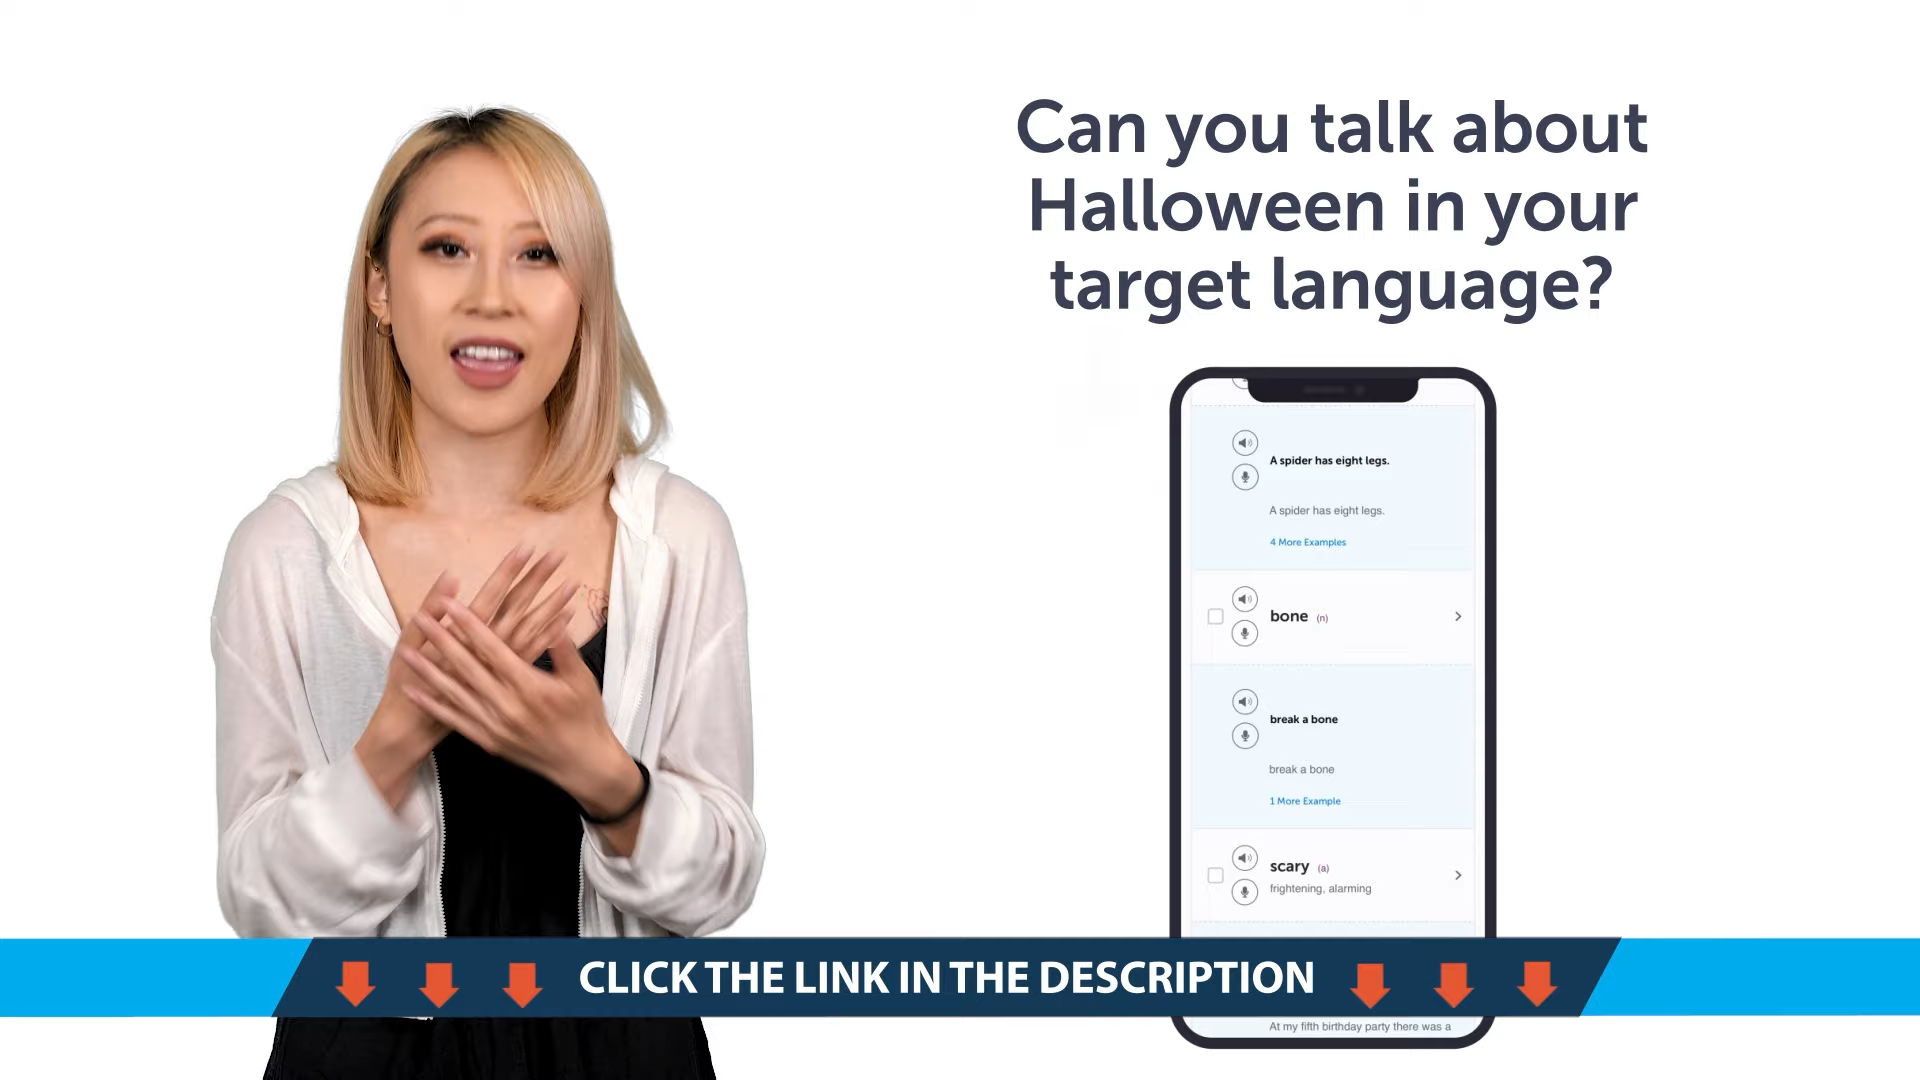 Can you talk about
Halloween in your
target language?
A spider has eight legs.
A spider has eight legs.
4 More Examples
bone (n)
break a bone
break a bone
1 More Example
scary (a)
frightening, alarming
CLICK THE LINK IN THE DESCRIPTION
At my fifth birthday party there was a